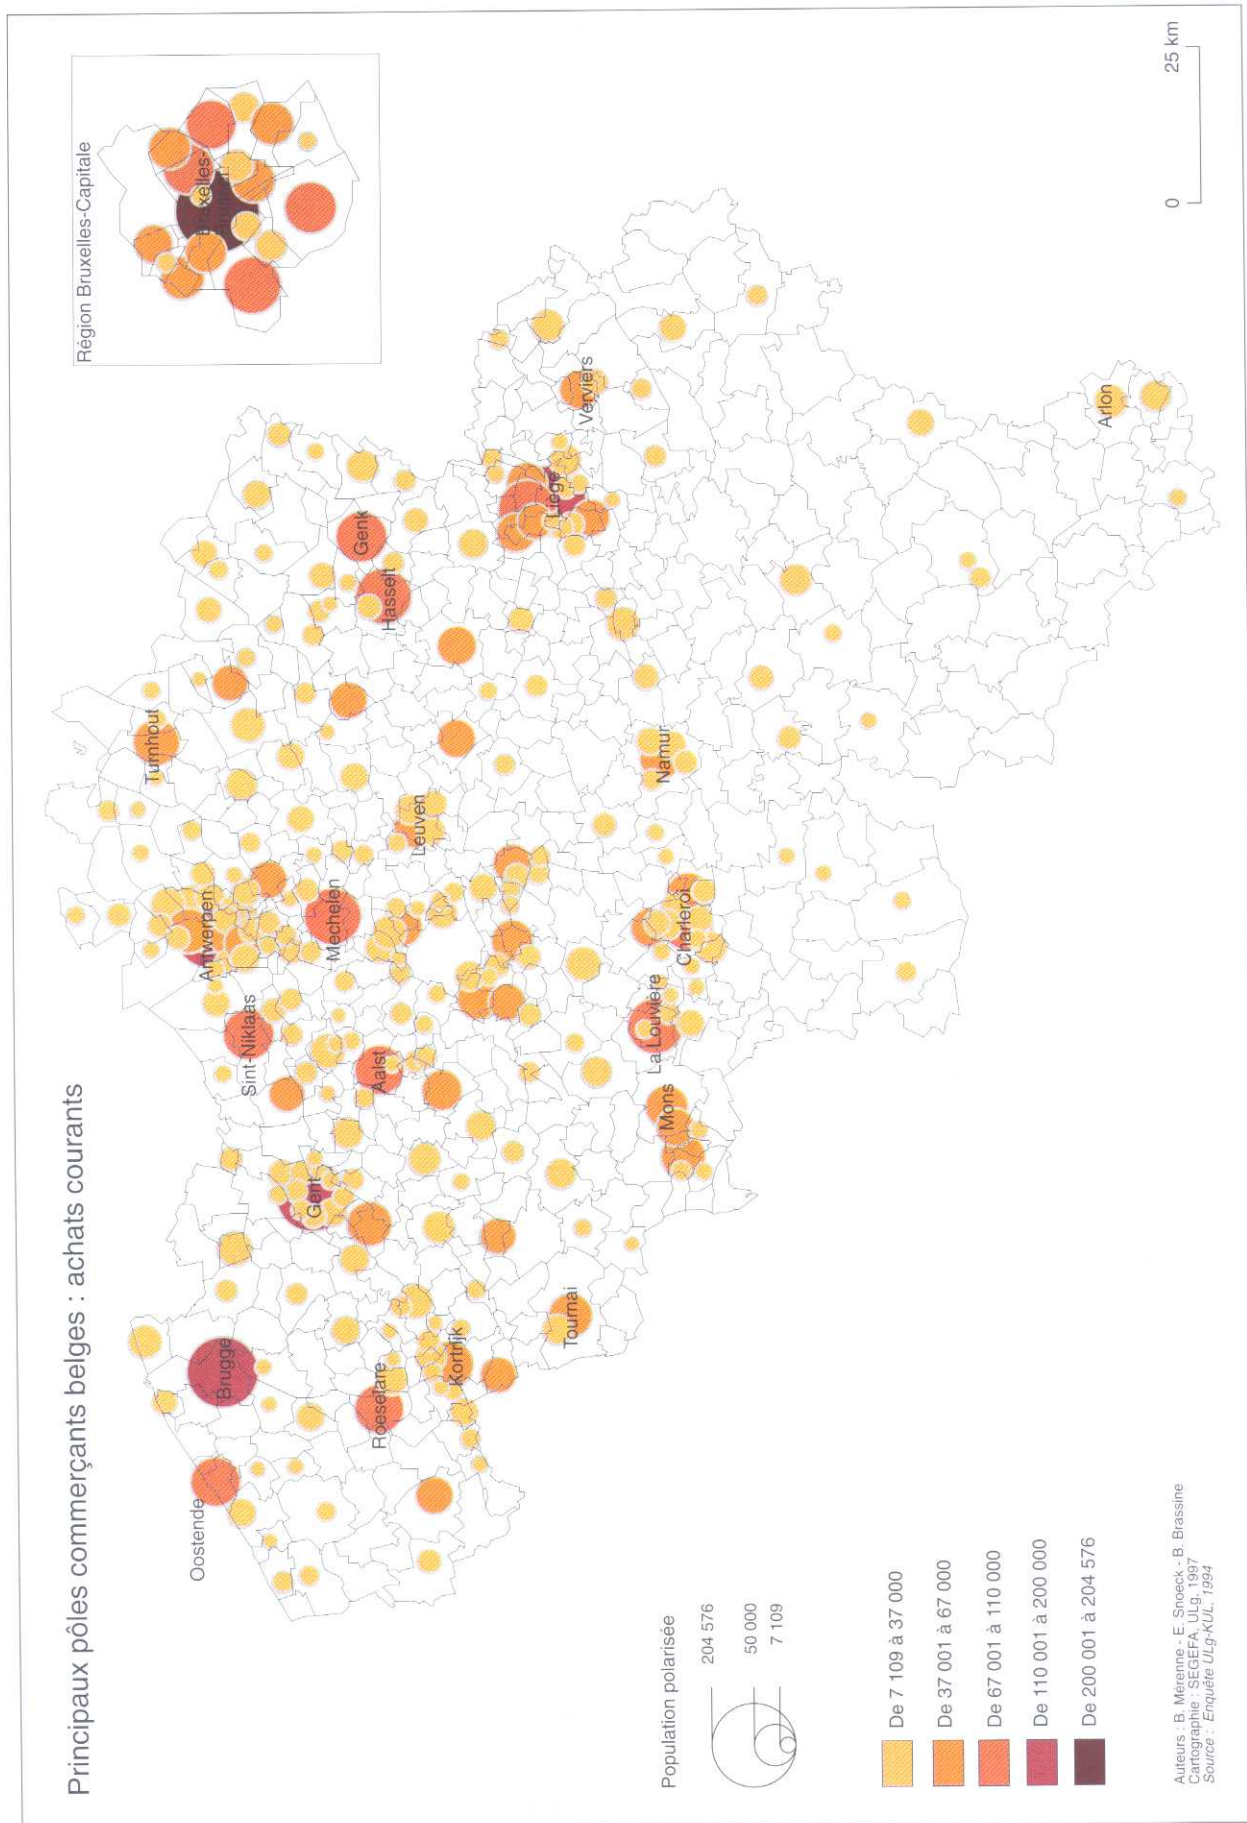 Principaux pôles commerçants belges : achats courants
Région Bruxelles-Capitale
Bruxelles-
Oostende
Brugge
Roeselare
Kortrijk
Tournai
Gent
Sint-Niklaas
Aalst
Mons
La Louvière
Antwerpen
Mechelen
Charleroi
Leuven
Turnhout
Namur
Hasselt
Genk
Liège
Verviers
Arlon
0
25 km
Population polarisée
204 576
50 000
7 109
De 7 109 à 37 000
De 37 001 à 67 000
De 67 001 à 110 000
De 110 001 à 200 000
De 200 001 à 204 576
Auteurs : B. Mérenne - E. Snoeck - B. Brassine
Cartographie : SEGEFA, ULg, 1997
Source : Enquête ULg-KUL, 1994